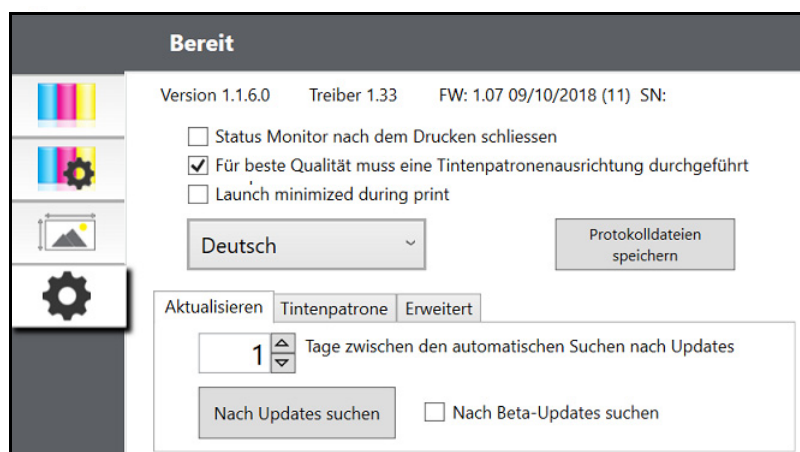 Bereit
Version 1.1.6.0 Treiber 1.33 FW: 1.07 09/10/2018 (11) SN:
Status Monitor nach dem Drucken schliessen
Für beste Qualität muss eine Tintenpatronenausrichtung durchgeführt
Launch minimized during print
Deutsch
Protokolldateien
speichern
Aktualisieren Tintenpatrone Erweitert
1 Tage zwischen den automatischen Suchen nach Updates
Nach Updates suchen Nach Beta-Updates suchen